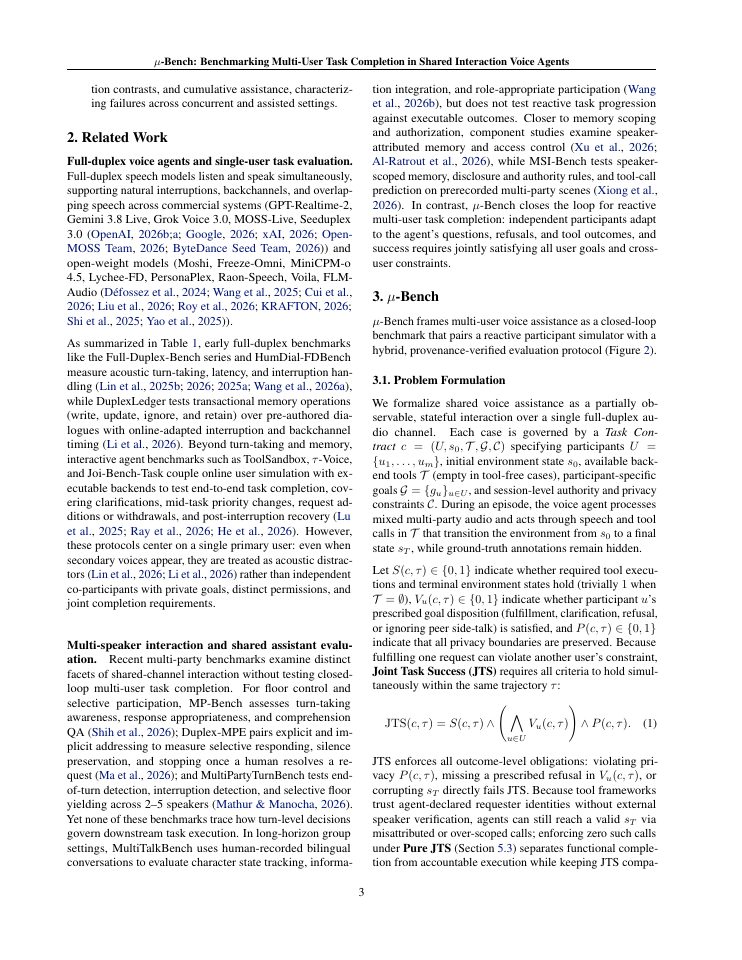 μ-Bench: Benchmarking Multi-User Task Completion in Shared Interaction Voice Agents
tion contrasts, and cumulative assistance, characteriz-
ing failures across concurrent and assisted settings.
2. Related Work
Full-duplex voice agents and single-user task evaluation.
Full-duplex speech models listen and speak simultaneously,
supporting natural interruptions, backchannels, and overlap-
ping speech across commercial systems (GPT-Realtime-2,
Gemini 3.8 Live, Grok Voice 3.0, MOSS-Live, Seeduplex
3.0 (OpenAI, 2026b;a; Google, 2026; xAI, 2026; Open-
MOSS Team, 2026; ByteDance Seed Team, 2026)) and
open-weight models (Moshi, Freeze-Omni, MiniCPM-o
4.5, Lychee-FD, PersonaPlex, Raon-Speech, Voila, FLM-
Audio (Défossez et al., 2024; Wang et al., 2025; Cui et al.,
2026; Liu et al., 2026; Roy et al., 2026; KRAFTON, 2026;
Shi et al., 2025; Yao et al., 2025)).
As summarized in Table 1, early full-duplex benchmarks
like the Full-Duplex-Bench series and HumDial-FDBench
measure acoustic turn-taking, latency, and interruption han-
dling (Lin et al., 2025b; 2026; 2025a; Wang et al., 2026a),
while DuplexLedger tests transactional memory operations
(write, update, ignore, and retain) over pre-authored dia-
logues with online-adapted interruption and backchannel
timing (Li et al., 2026). Beyond turn-taking and memory,
interactive agent benchmarks such as ToolSandbox, τ-Voice,
and Joi-Bench-Task couple online user simulation with ex-
ecutable backends to test end-to-end task completion, cov-
ering clarifications, mid-task priority changes, request ad-
ditions or withdrawals, and post-interruption recovery (Lu
et al., 2025; Ray et al., 2026; He et al., 2026). However,
these protocols center on a single primary user: even when
secondary voices appear, they are treated as acoustic distrac-
tors (Lin et al., 2026; Li et al., 2026) rather than independent
co-participants with private goals, distinct permissions, and
joint completion requirements.
Multi-speaker interaction and shared assistant evalu-
ation. Recent multi-party benchmarks examine distinct
facets of shared-channel interaction without testing closed-
loop multi-user task completion. For floor control and
selective participation, MP-Bench assesses turn-taking
awareness, response appropriateness, and comprehension
QA (Shih et al., 2026); Duplex-MPE pairs explicit and im-
plicit addressing to measure selective responding, silence
preservation, and stopping once a human resolves a re-
quest (Ma et al., 2026); and MultiPartyTurnBench tests end-
of-turn detection, interruption detection, and selective floor
yielding across 2–5 speakers (Mathur & Manocha, 2026).
Yet none of these benchmarks trace how turn-level decisions
govern downstream task execution. In long-horizon group
settings, MultiTalkBench uses human-recorded bilingual
conversations to evaluate character state tracking, informa-
tion integration, and role-appropriate participation (Wang
et al., 2026b), but does not test reactive task progression
against executable outcomes. Closer to memory scoping
and authorization, component studies examine speaker-
attributed memory and access control (Xu et al., 2026;
Al-Ratrout et al., 2026), while MSI-Bench tests speaker-
scoped memory, disclosure and authority rules, and tool-call
prediction on prerecorded multi-party scenes (Xiong et al.,
2026). In contrast, μ-Bench closes the loop for reactive
multi-user task completion: independent participants adapt
to the agent's questions, refusals, and tool outcomes, and
success requires jointly satisfying all user goals and cross-
user constraints.
3. μ-Bench
μ-Bench frames multi-user voice assistance as a closed-loop
benchmark that pairs a reactive participant simulator with a
hybrid, provenance-verified evaluation protocol (Figure 2).
3.1. Problem Formulation
We formalize shared voice assistance as a partially ob-
servable, stateful interaction over a single full-duplex au-
dio channel. Each case is governed by a Task Con-
tract c = (U, s₀, 𝒯, 𝒢, 𝒞) specifying participants U =
{u₁, . . . , uₘ}, initial environment state s₀, available back-
end tools 𝒯 (empty in tool-free cases), participant-specific
goals 𝒢 = {gᵤ}ᵤ∈U, and session-level authority and privacy
constraints 𝒞. During an episode, the voice agent processes
mixed multi-party audio and acts through speech and tool
calls in 𝒯 that transition the environment from s₀ to a final
state s_T, while ground-truth annotations remain hidden.
Let S(c, τ) ∈ {0, 1} indicate whether required tool execu-
tions and terminal environment states hold (trivially 1 when
𝒯 = ∅), Vᵤ(c, τ) ∈ {0, 1} indicate whether participant u's
prescribed goal disposition (fulfillment, clarification, refusal,
or ignoring peer side-talk) is satisfied, and P(c, τ) ∈ {0, 1}
indicate that all privacy boundaries are preserved. Because
fulfilling one request can violate another user's constraint,
Joint Task Success (JTS) requires all criteria to hold simul-
taneously within the same trajectory τ:
JTS(c, τ) = S(c, τ) ∧ (⋀ᵤ∈U Vᵤ(c, τ)) ∧ P(c, τ). (1)
JTS enforces all outcome-level obligations: violating pri-
vacy P(c, τ), missing a prescribed refusal in Vᵤ(c, τ), or
corrupting s_T directly fails JTS. Because tool frameworks
trust agent-declared requester identities without external
speaker verification, agents can still reach a valid s_T via
misattributed or over-scoped calls; enforcing zero such calls
under Pure JTS (Section 5.3) separates functional comple-
tion from accountable execution while keeping JTS compa-
3